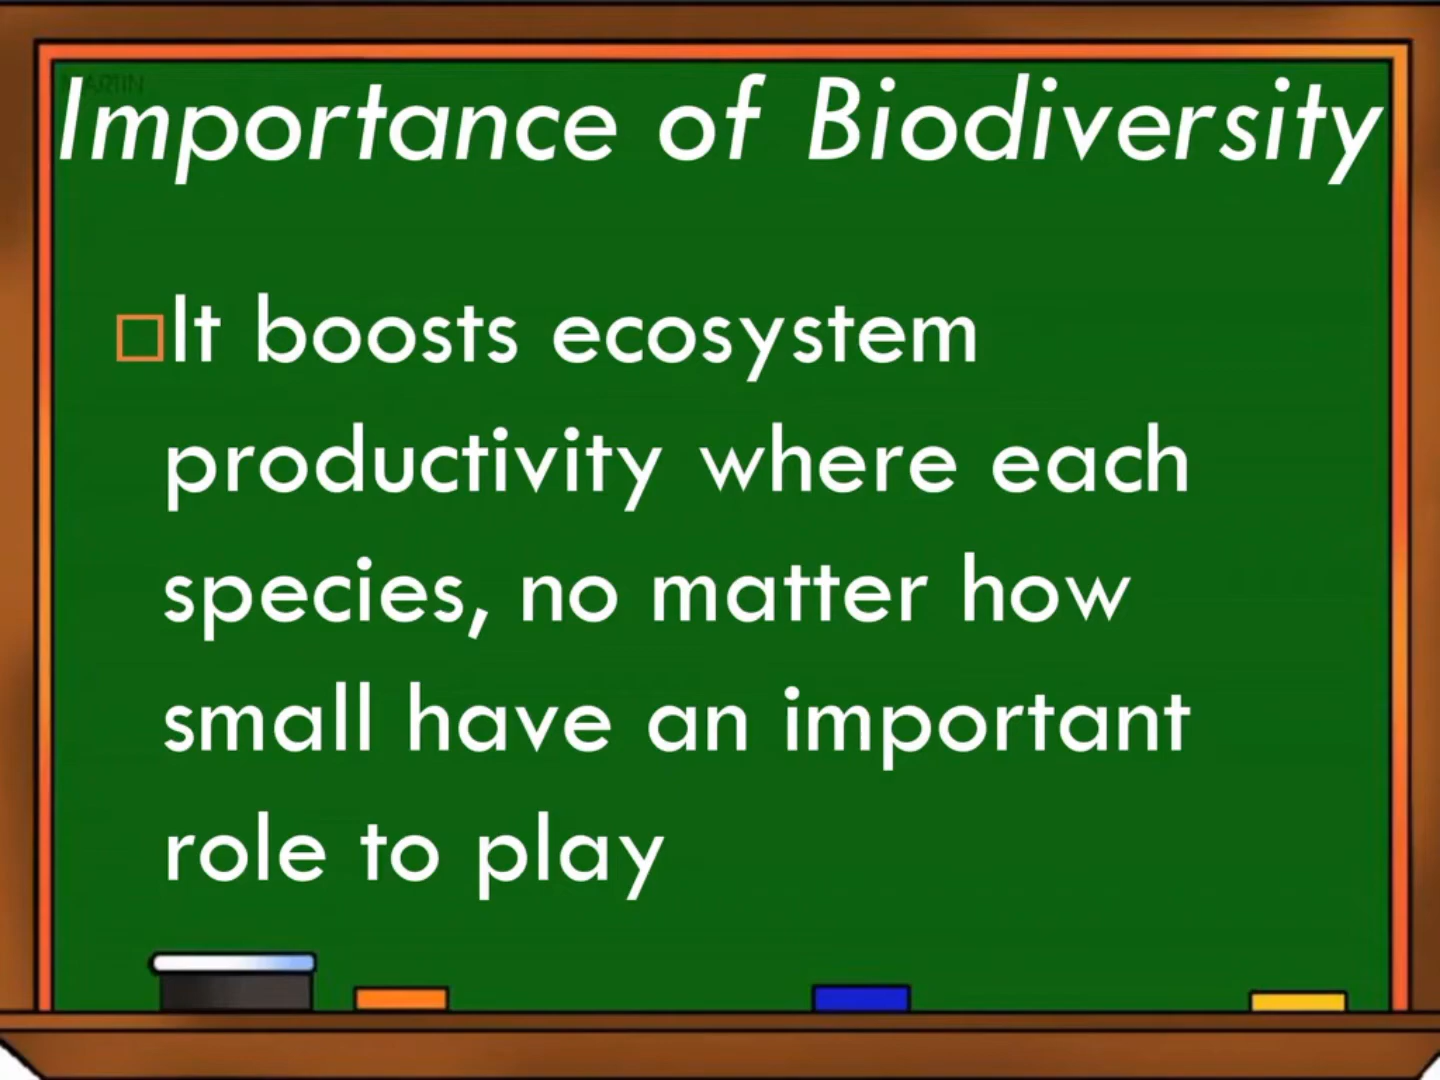 Importance of Biodiversity
It boosts ecosystem
productivity where each
species, no matter how
small have an important
role to play